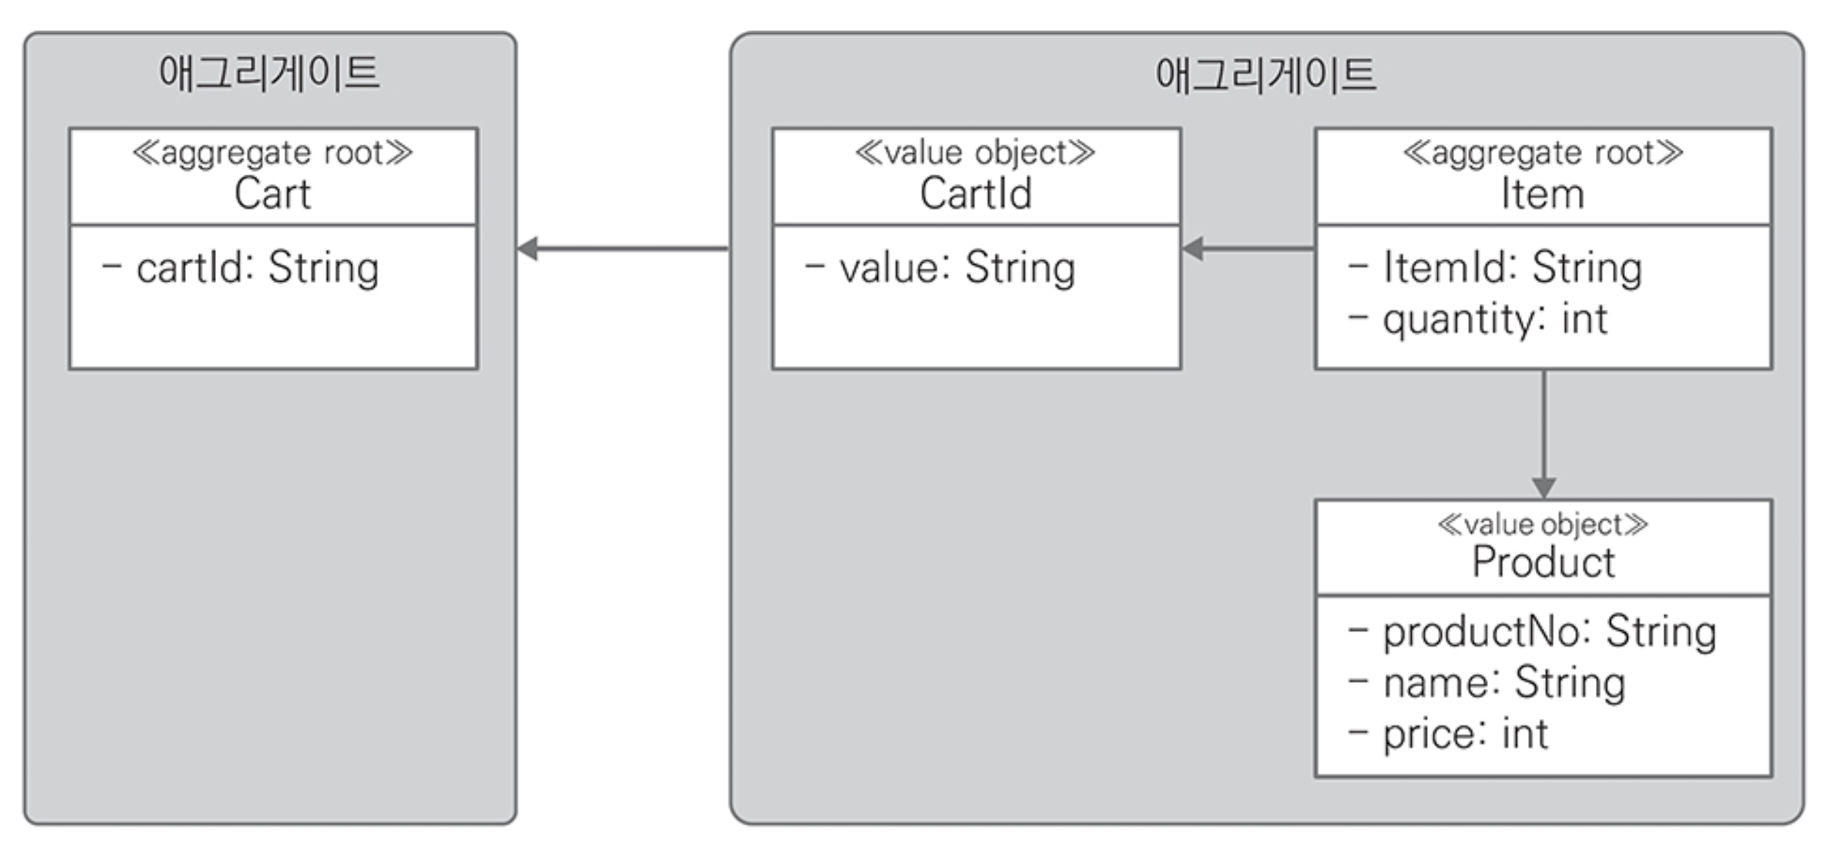 애그리게이트
≪aggregate root≫
Cart
- cartId: String
애그리게이트
≪value object≫
CartId
- value: String
≪aggregate root≫
Item
- ItemId: String
- quantity: int
≪value object≫
Product
- productNo: String
- name: String
- price: int